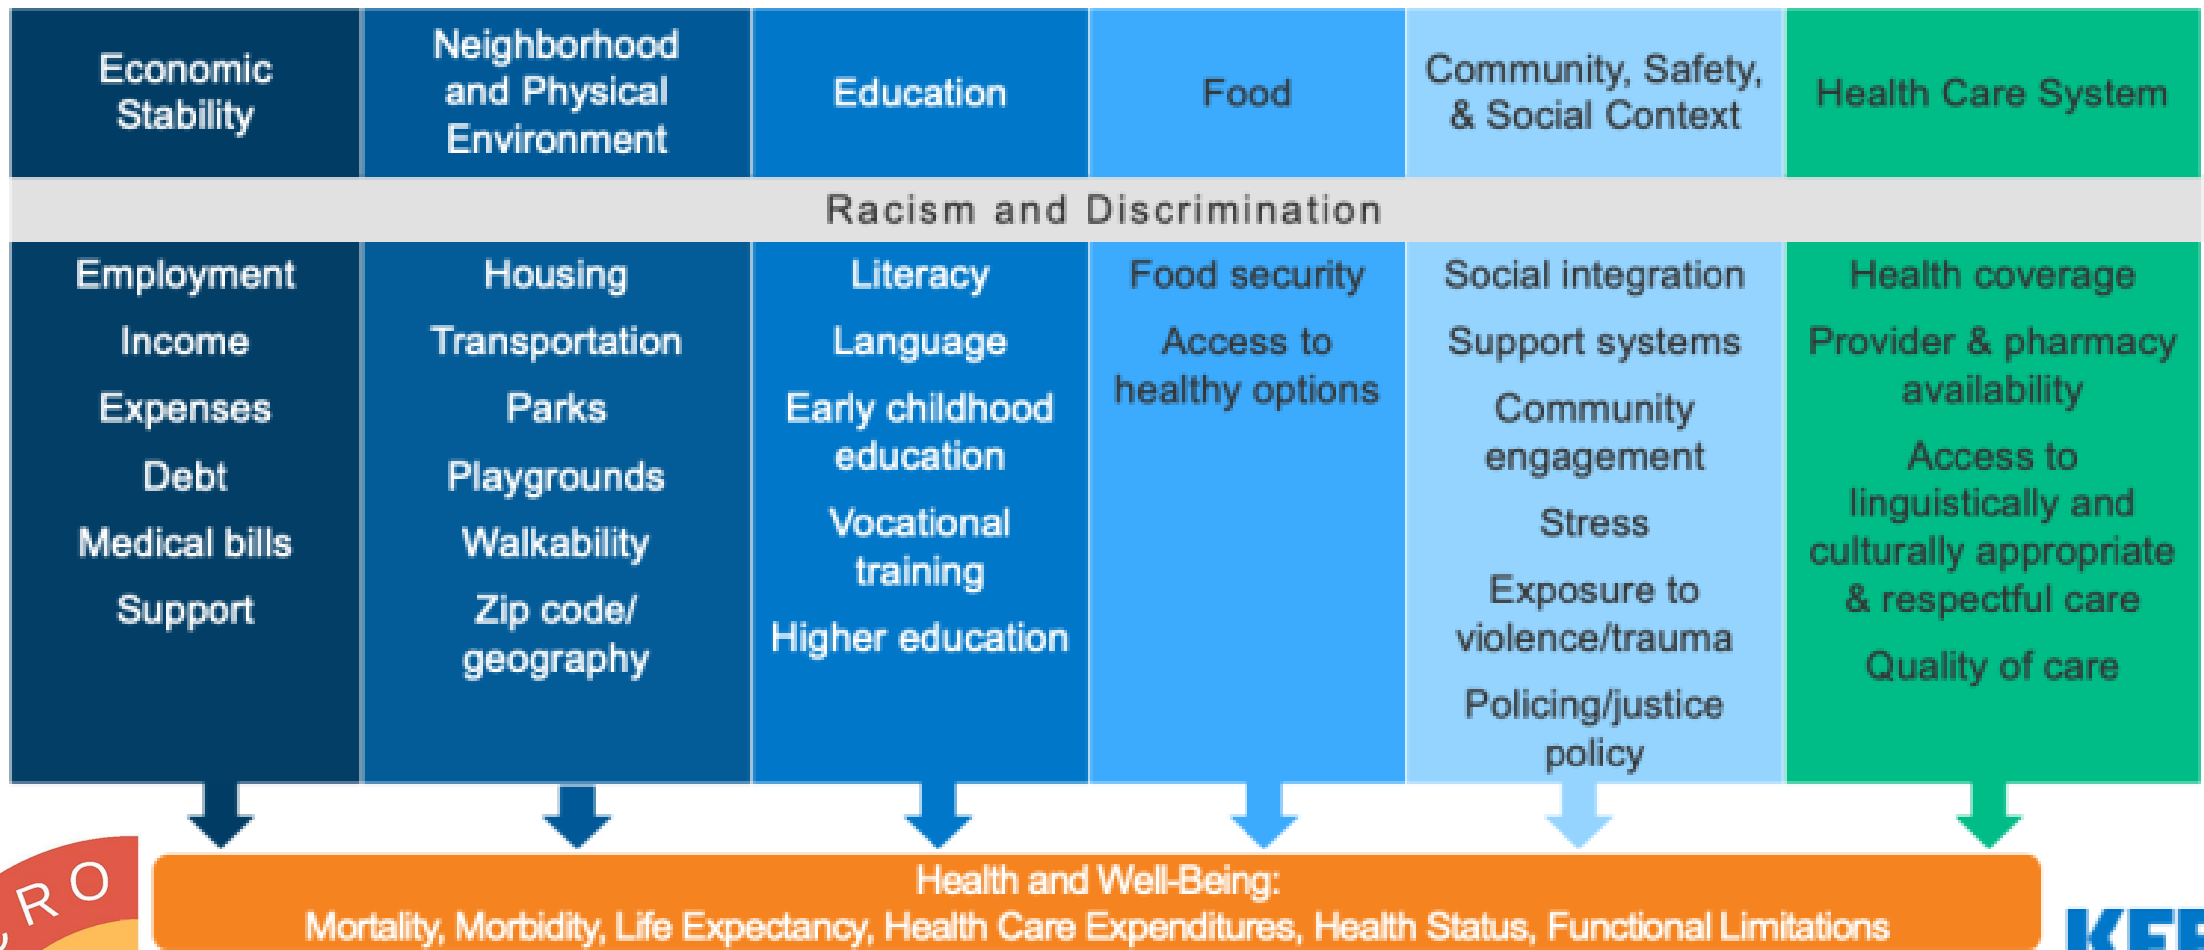 Economic
Stability
Neighborhood
and Physical
Environment
Education
Food
Community, Safety,
& Social Context
Health Care System
Racism and Discrimination
Employment
Income
Expenses
Debt
Medical bills
Support
Housing
Transportation
Parks
Playgrounds
Walkability
Zip code/
geography
Literacy
Language
Early childhood
education
Vocational
training
Higher education
Food security
Access to
healthy options
Social integration
Support systems
Community
engagement
Stress
Exposure to
violence/trauma
Policing/justice
policy
Health coverage
Provider & pharmacy
availability
Access to
linguistically and
culturally appropriate
& respectful care
Quality of care
Health and Well-Being:
Mortality, Morbidity, Life Expectancy, Health Care Expenditures, Health Status, Functional Limitations
RO